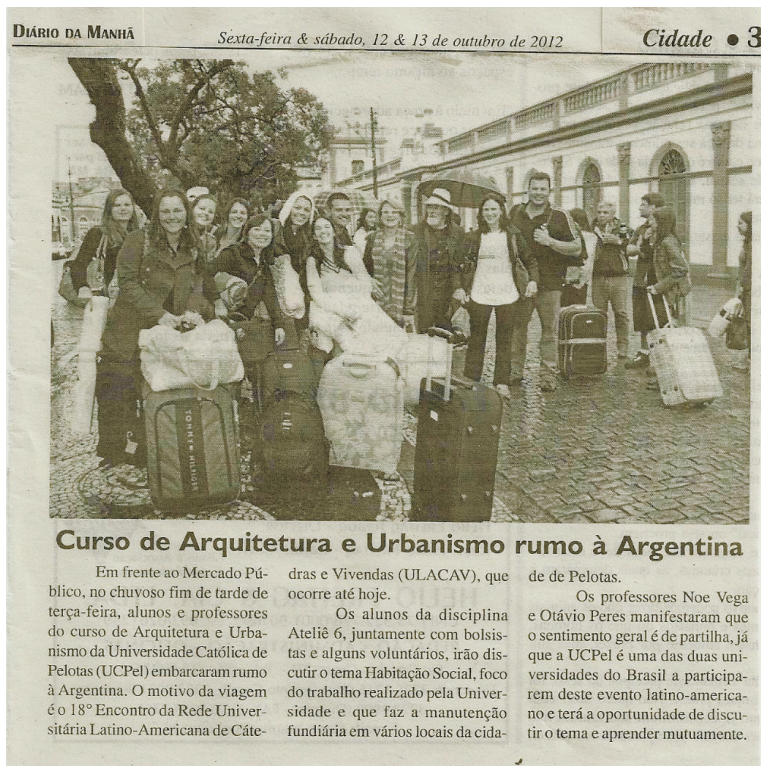 DIÁRIO DA MANHÃ
Sexta-feira & sábado, 12 & 13 de outubro de 2012
Cidade • 3
TOMMY HILFIGER
Curso de Arquitetura e Urbanismo rumo à Argentina
Em frente ao Mercado Pú-
blico, no chuvoso fim de tarde de
terça-feira, alunos e professores
do curso de Arquitetura e Urba-
nismo da Universidade Católica de
Pelotas (UCPel) embarcaram rumo
à Argentina. O motivo da viagem
é o 18º Encontro da Rede Univer-
sitária Latino-Americana de Cáte-
dras e Vivendas (ULACAV), que
ocorre até hoje.
Os alunos da disciplina
Ateliê 6, juntamente com bolsis-
tas e alguns voluntários, irão dis-
cutir o tema Habitação Social, foco
do trabalho realizado pela Univer-
sidade e que faz a manutenção
fundiária em vários locais da cida-
de de Pelotas.
Os professores Noe Vega
e Otávio Peres manifestaram que
o sentimento geral é de partilha, já
que a UCPel é uma das duas uni-
versidades do Brasil a participa-
rem deste evento latino-america-
no e terá a oportunidade de discu-
tir o tema e aprender mutuamente.